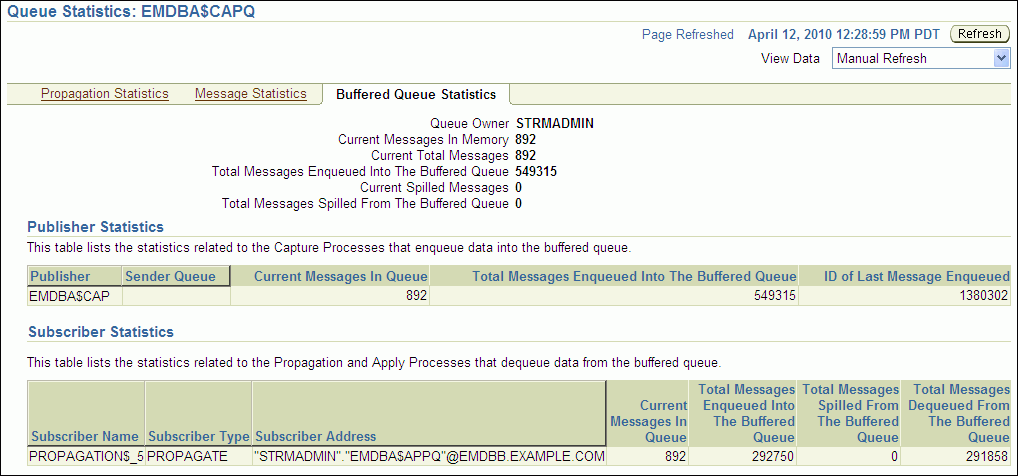 Queue Statistics: EMDBA$CAPQ
Page Refreshed April 12, 2010 12:28:59 PM PDT Refresh
View Data Manual Refresh
Propagation Statistics Message Statistics Buffered Queue Statistics
Queue Owner STRMADMIN
Current Messages In Memory 892
Current Total Messages 892
Total Messages Enqueued Into The Buffered Queue 549315
Current Spilled Messages 0
Total Messages Spilled From The Buffered Queue 0
Publisher Statistics
This table lists the statistics related to the Capture Processes that enqueue data into the buffered queue.
Publisher Sender Queue Current Messages In Queue Total Messages Enqueued Into The Buffered Queue ID of Last Message Enqueued
EMDBA$CAP 892 549315 1380302
Subscriber Statistics
This table lists the statistics related to the Propagation and Apply Processes that dequeue data from the buffered queue.
Total Messages Total Messages Total Messages
Current Enqueued Into Spilled From Dequeued From
Messages In The Buffered The Buffered The Buffered
Subscriber Name Subscriber Type Subscriber Address Queue Queue Queue Queue
PROPAGATION$_5 PROPAGATE "STRMADMIN"."EMDBA$APPQ"@EMDBB.EXAMPLE.COM 892 292750 0 291858